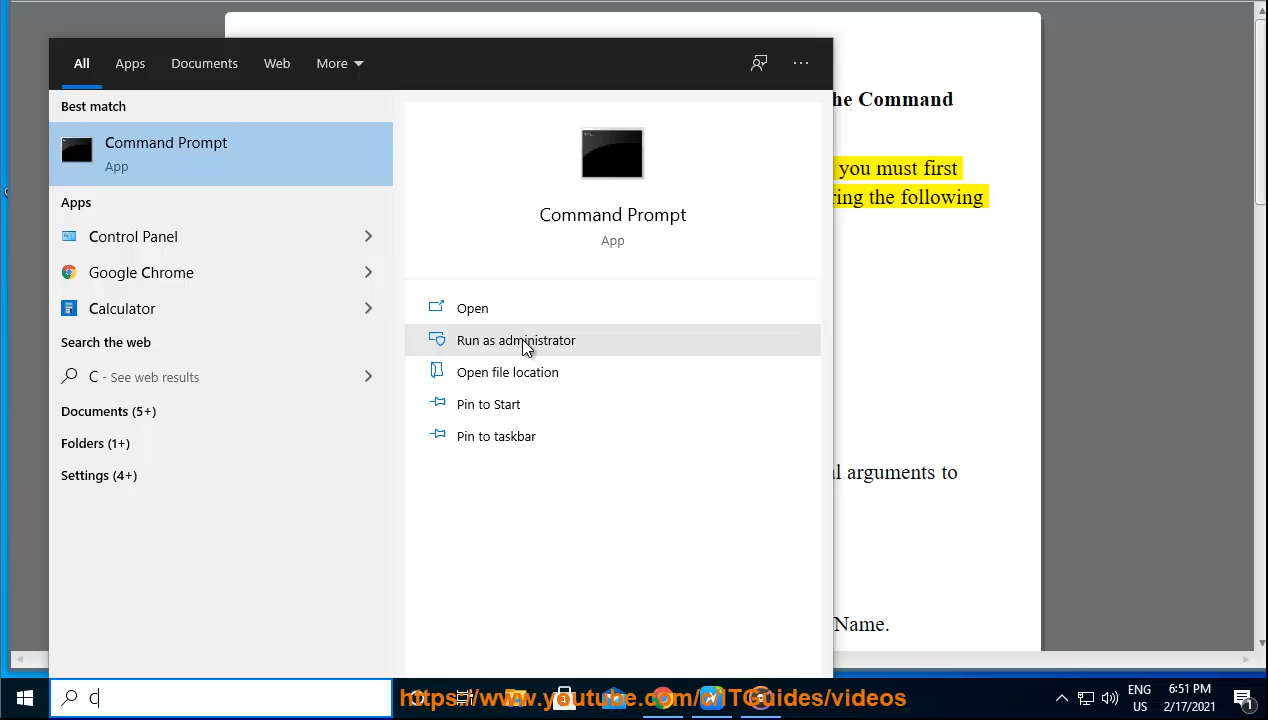 All Apps Documents Web More
Best match
Command Prompt
App
Apps
Control Panel
Google Chrome
Calculator
Search the web
C - See web results
Documents (5+)
Folders (1+)
Settings (4+)
Command Prompt
App
Open
Run as administrator
Open file location
Pin to Start
Pin to taskbar
he Command
you must first
ring the following
l arguments to
Name.
C
https://www.youtube.com/c/ITGuides/videos
ENG
US
6:51 PM
2/17/2021
1